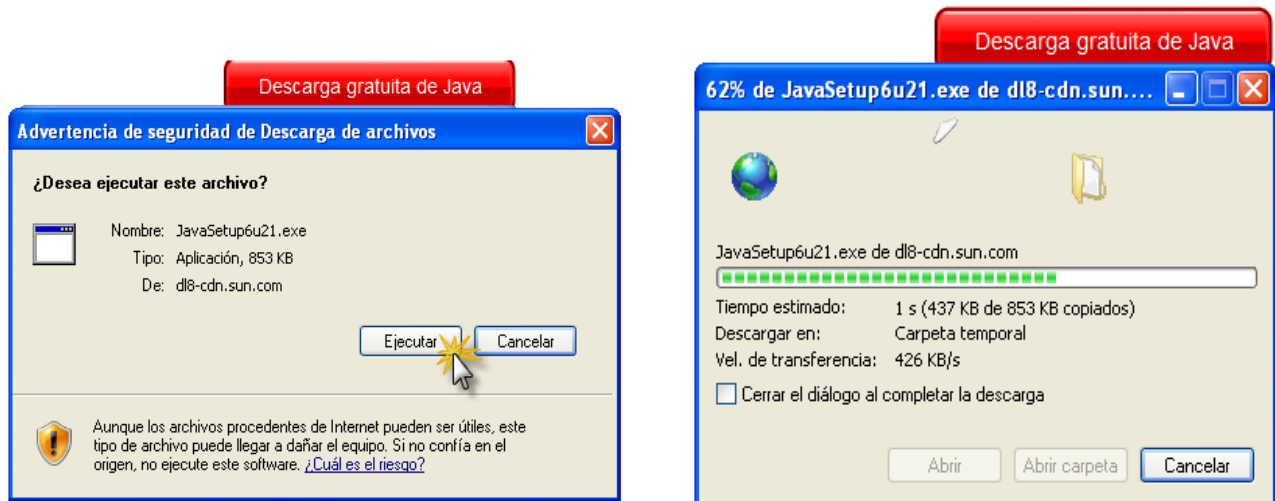 Descarga gratuita de Java
Advertencia de seguridad de Descarga de archivos
¿Desea ejecutar este archivo?
Nombre: JavaSetup6u21.exe
Tipo: Aplicación, 853 KB
De: dl8-cdn.sun.com
Ejecutar
Cancelar
Aunque los archivos procedentes de Internet pueden ser útiles, este
tipo de archivo puede llegar a dañar el equipo. Si no confía en el
origen, no ejecute este software. ¿Cuál es el riesgo?
Descarga gratuita de Java
62% de JavaSetup6u21.exe de dl8-cdn.sun....
JavaSetup6u21.exe de dl8-cdn.sun.com
Tiempo estimado: 1 s (437 KB de 853 KB copiados)
Descargar en: Carpeta temporal
Vel. de transferencia: 426 KB/s
Cerrar el diálogo al completar la descarga
Abrir
Abrir carpeta
Cancelar